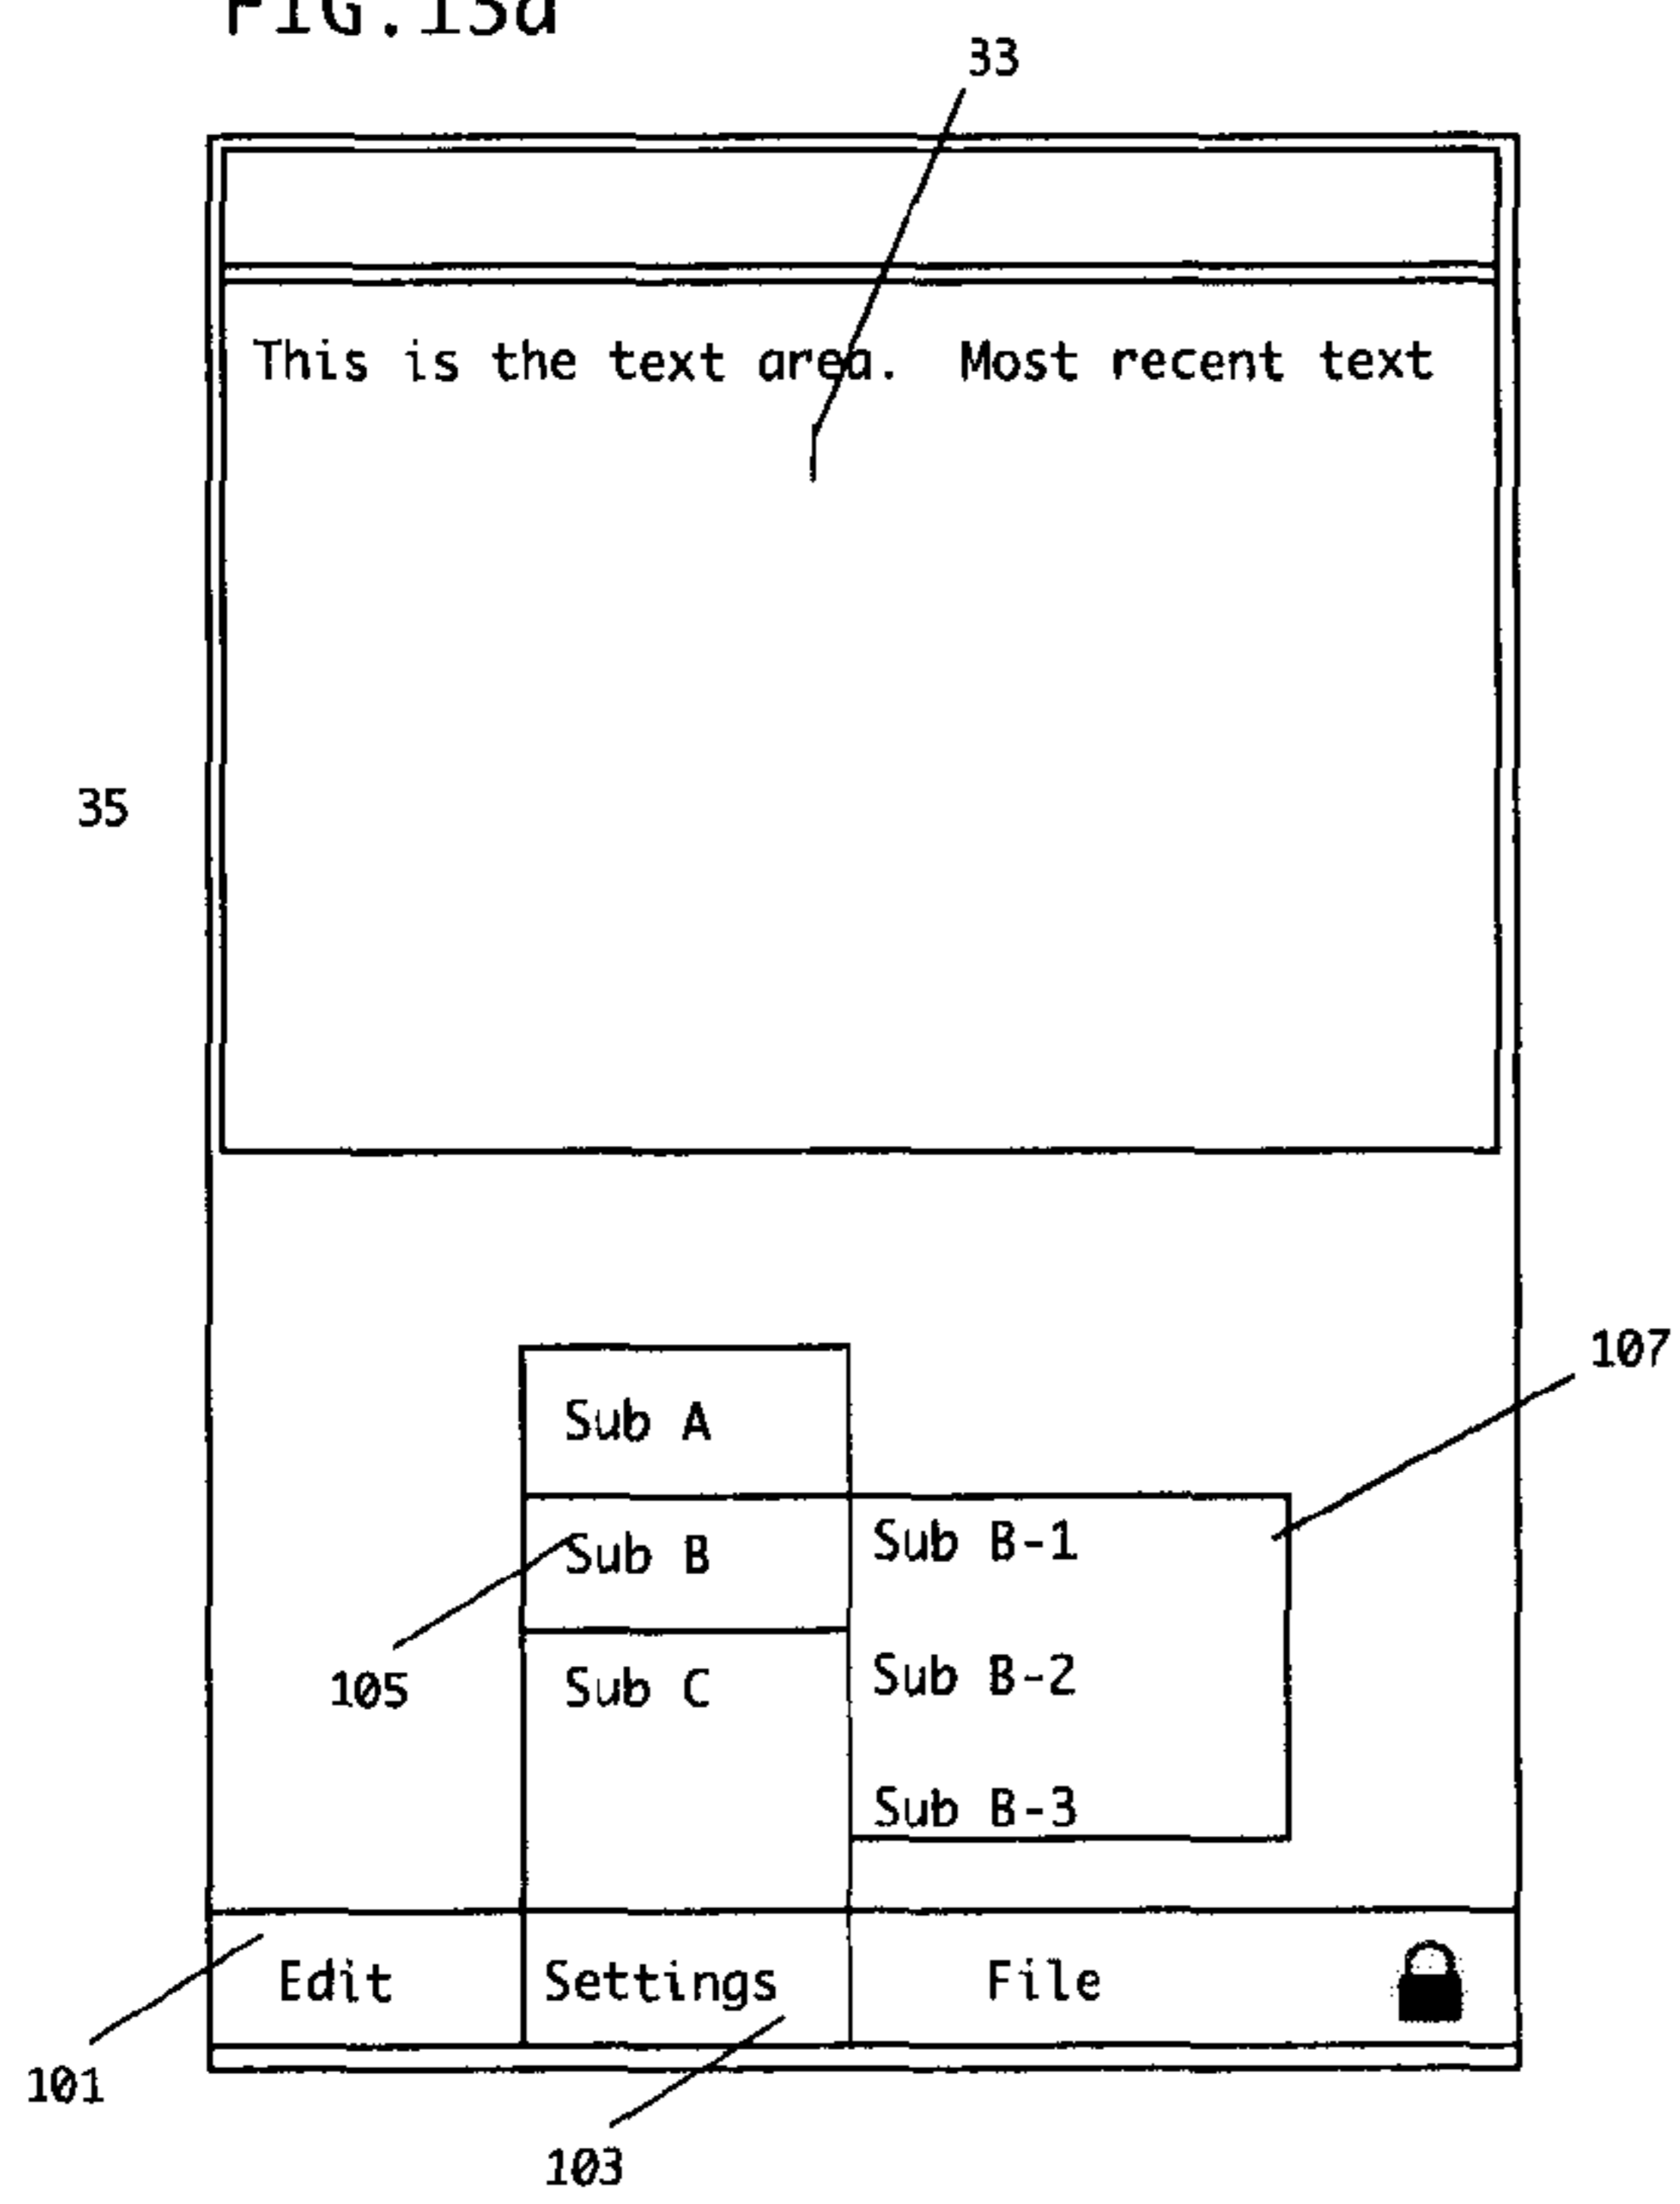 FIG.15a
33
This is the text area. Most recent text
35
107
Sub A
Sub B Sub B-1
105
Sub C Sub B-2
Sub B-3
Edit Settings File
101
103